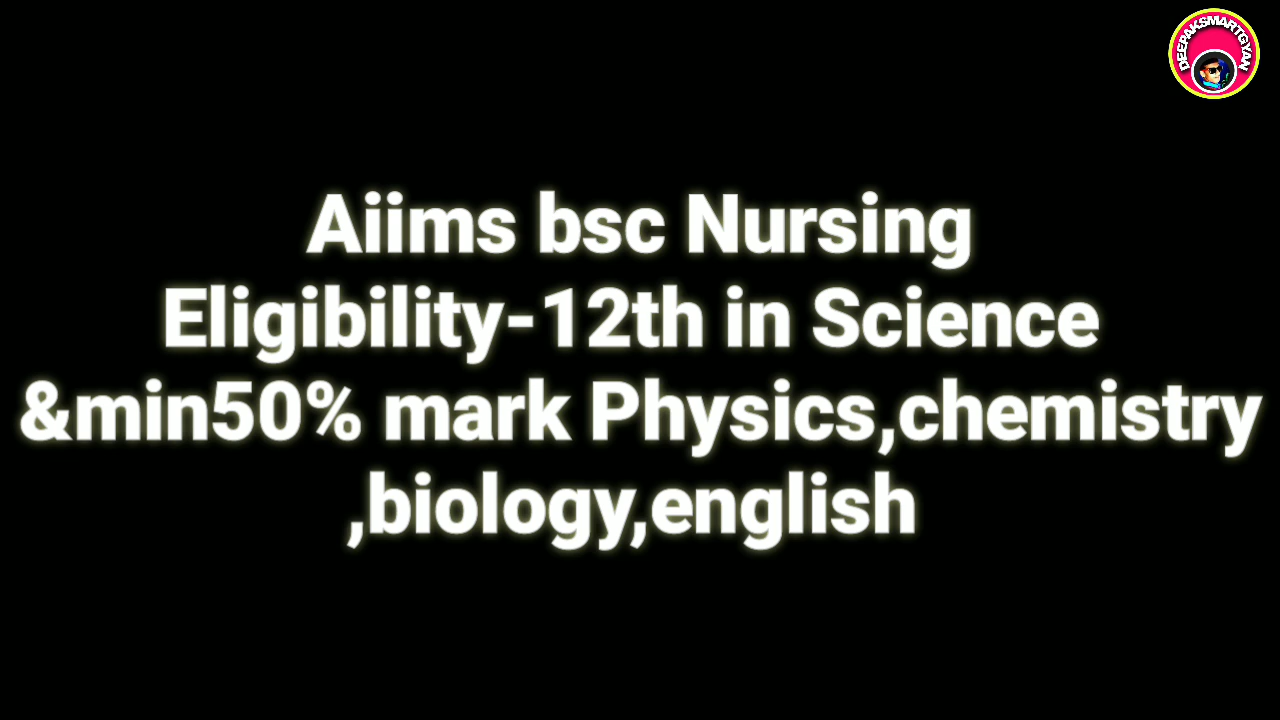 DEEPAKSMARTGYAN
Aiims bsc Nursing
Eligibility-12th in Science
&min50% mark Physics,chemistry
,biology,english